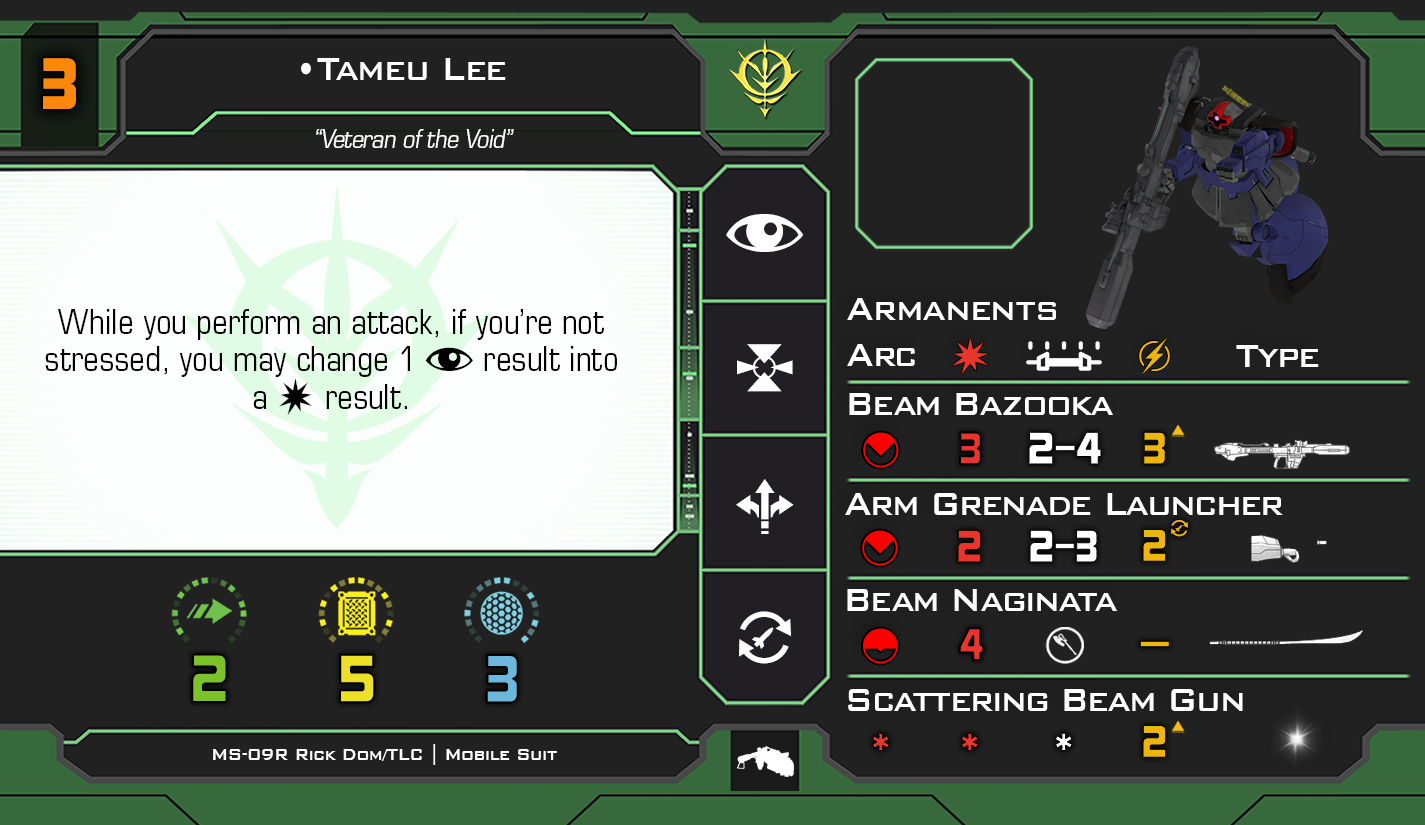 3
•Tameu Lee
“Veteran of the Void”
While you perform an attack, if you’re not
stressed, you may change 1 result into
a result.
2 5 3
MS-09R Rick Dom/TLC | Mobile Suit
Armanents
Arc Type
Beam Bazooka
3 2–4 3
Arm Grenade Launcher
2 2–3 2
Beam Naginata
4 –
Scattering Beam Gun
* * * 2